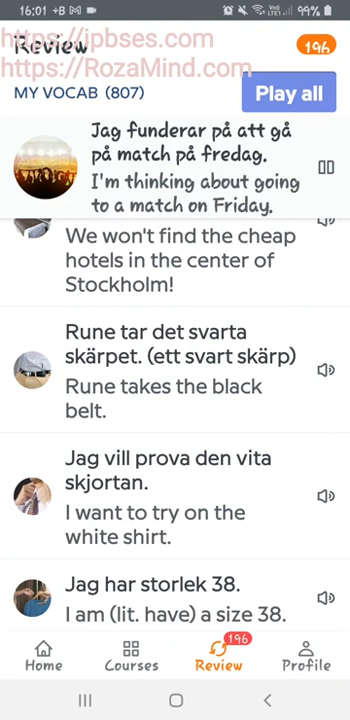 16:01 +B M
99%
https://jpbses.com
Review
196
https://RozaMind.com
MY VOCAB (807)
Play all
Jag funderar på att gå
på match på fredag.
I'm thinking about going
to a match on Friday.
We won't find the cheap
hotels in the center of
Stockholm!
Rune tar det svarta
skärpet. (ett svart skärp)
Rune takes the black
belt.
Jag vill prova den vita
skjortan.
I want to try on the
white shirt.
Jag har storlek 38.
I am (lit. have) a size 38.
196
Home
Courses
Review
Profile